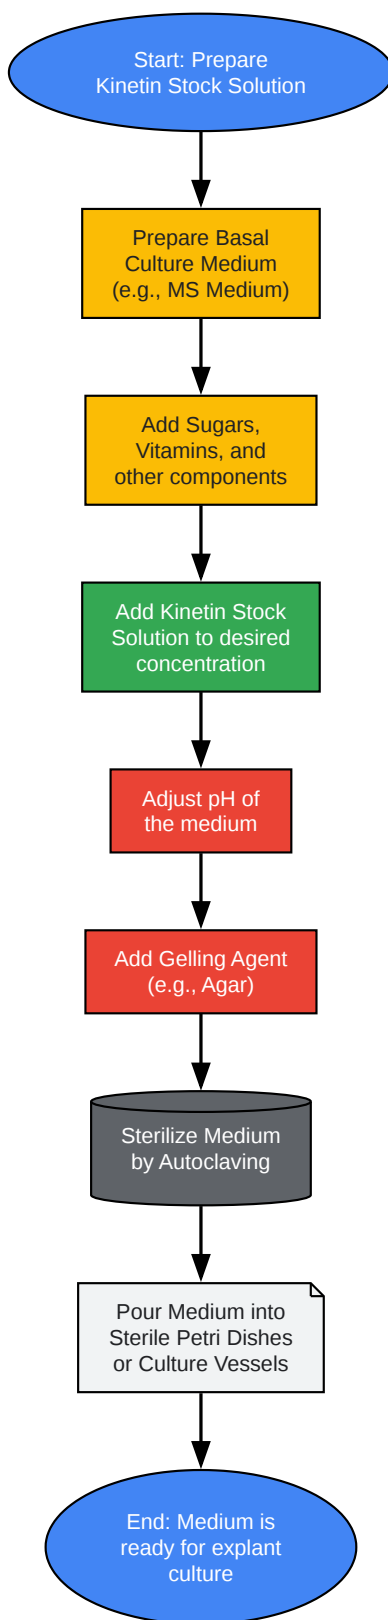 Start: Prepare
Kinetin Stock Solution
Prepare Basal
Culture Medium
(e.g., MS Medium)
Add Sugars,
Vitamins, and
other components
Add Kinetin Stock
Solution to desired
concentration
Adjust pH of
the medium
Add Gelling Agent
(e.g., Agar)
Sterilize Medium
by Autoclaving
Pour Medium into
Sterile Petri Dishes
or Culture Vessels
End: Medium is
ready for explant
culture